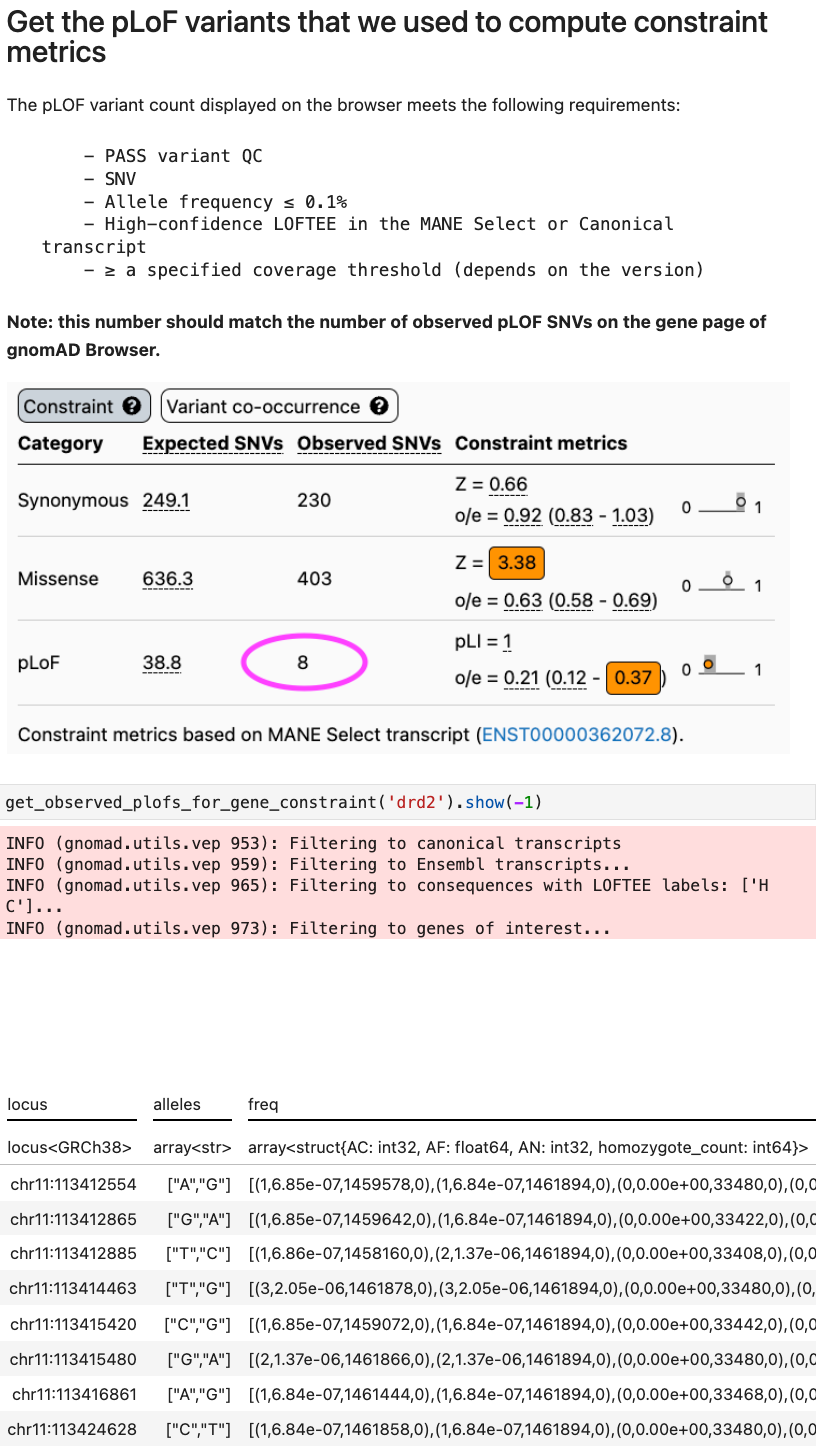 Get the pLoF variants that we used to compute constraint
metrics
The pLOF variant count displayed on the browser meets the following requirements:
– PASS variant QC
– SNV
– Allele frequency ≤ 0.1%
– High-confidence LOFTEE in the MANE Select or Canonical
transcript
– ≥ a specified coverage threshold (depends on the version)
Note: this number should match the number of observed pLOF SNVs on the gene page of
gnomAD Browser.
Constraint ? Variant co-occurrence ?
Category Expected SNVs Observed SNVs Constraint metrics
Synonymous 249.1 230 Z = 0.66
o/e = 0.92 (0.83 - 1.03) 0 1
Missense 636.3 403 Z = 3.38
o/e = 0.63 (0.58 - 0.69) 0 1
pLoF 38.8 8 pLI = 1
o/e = 0.21 (0.12 - 0.37) 0 1
Constraint metrics based on MANE Select transcript (ENST00000362072.8).
get_observed_plofs_for_gene_constraint('drd2').show(-1)
INFO (gnomad.utils.vep 953): Filtering to canonical transcripts
INFO (gnomad.utils.vep 959): Filtering to Ensembl transcripts...
INFO (gnomad.utils.vep 965): Filtering to consequences with LOFTEE labels: ['H
C']...
INFO (gnomad.utils.vep 973): Filtering to genes of interest...
locus alleles freq
locus<GRCh38> array<str> array<struct{AC: int32, AF: float64, AN: int32, homozygote_count: int64}>
chr11:113412554 ["A","G"] [(1,6.85e-07,1459578,0),(1,6.84e-07,1461894,0),(0,0.00e+00,33480,0),(0,0
chr11:113412865 ["G","A"] [(1,6.85e-07,1459642,0),(1,6.84e-07,1461894,0),(0,0.00e+00,33422,0),(0,0
chr11:113412885 ["T","C"] [(1,6.86e-07,1458160,0),(2,1.37e-06,1461894,0),(0,0.00e+00,33408,0),(0,0
chr11:113414463 ["T","G"] [(3,2.05e-06,1461878,0),(3,2.05e-06,1461894,0),(0,0.00e+00,33480,0),(0,
chr11:113415420 ["C","G"] [(1,6.85e-07,1459072,0),(1,6.84e-07,1461894,0),(0,0.00e+00,33442,0),(0,0
chr11:113415480 ["G","A"] [(2,1.37e-06,1461866,0),(2,1.37e-06,1461894,0),(0,0.00e+00,33480,0),(0,0
chr11:113416861 ["A","G"] [(1,6.84e-07,1461444,0),(1,6.84e-07,1461894,0),(0,0.00e+00,33468,0),(0,0
chr11:113424628 ["C","T"] [(1,6.84e-07,1461858,0),(1,6.84e-07,1461894,0),(0,0.00e+00,33480,0),(0,0